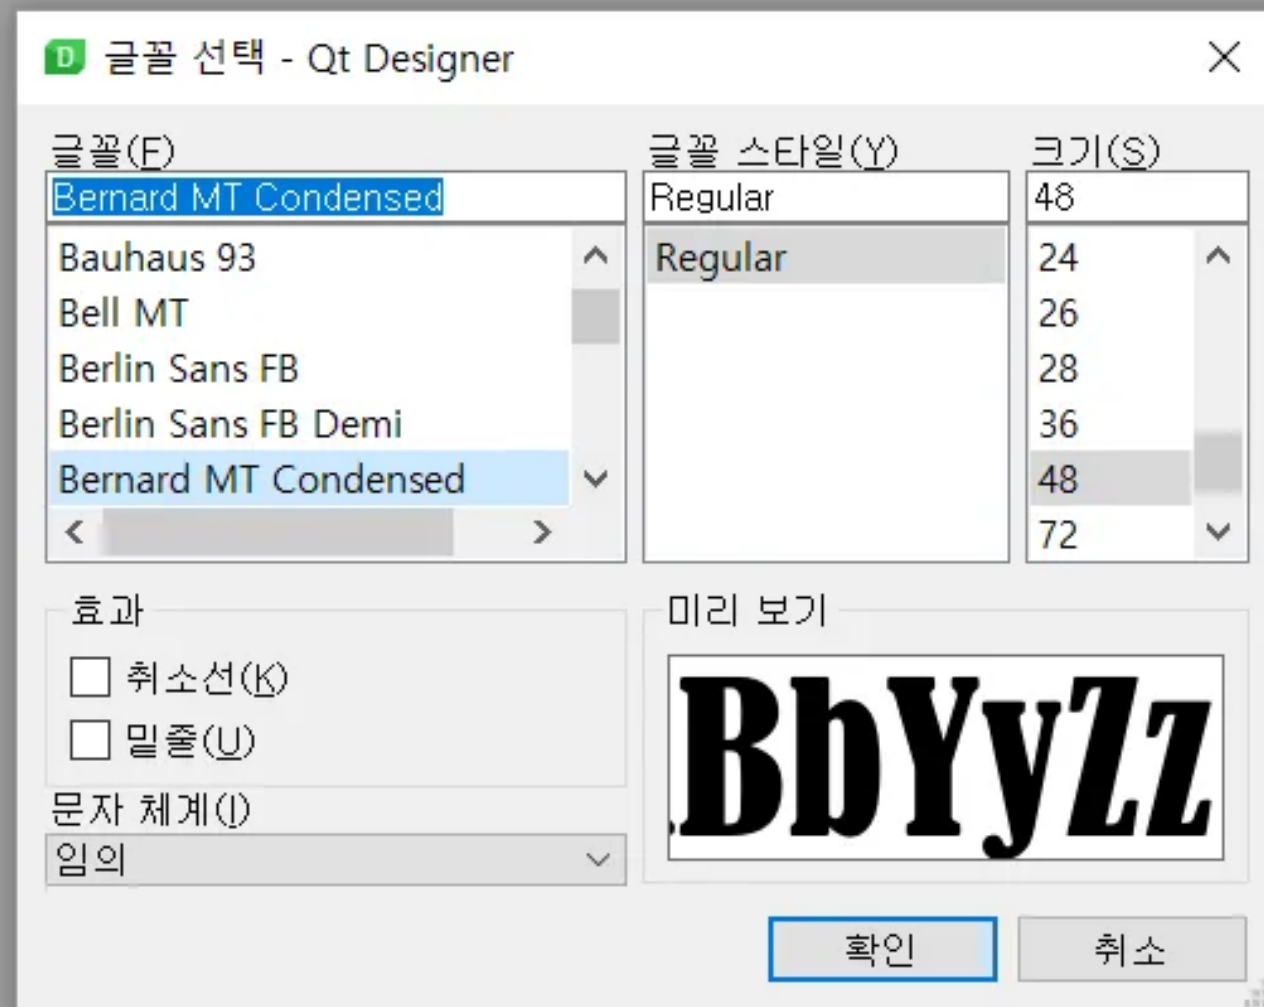 D 글꼴 선택 - Qt Designer
글꼴(F) 글꼴 스타일(Y) 크기(S)
Bernard MT Condensed Regular 48
Bauhaus 93 Regular 24
Bell MT 26
Berlin Sans FB 28
Berlin Sans FB Demi 36
Bernard MT Condensed 48
72
효과 미리 보기
취소선(K)
밑줄(U)
BbYyZz
문자 체계(I)
임의
확인 취소